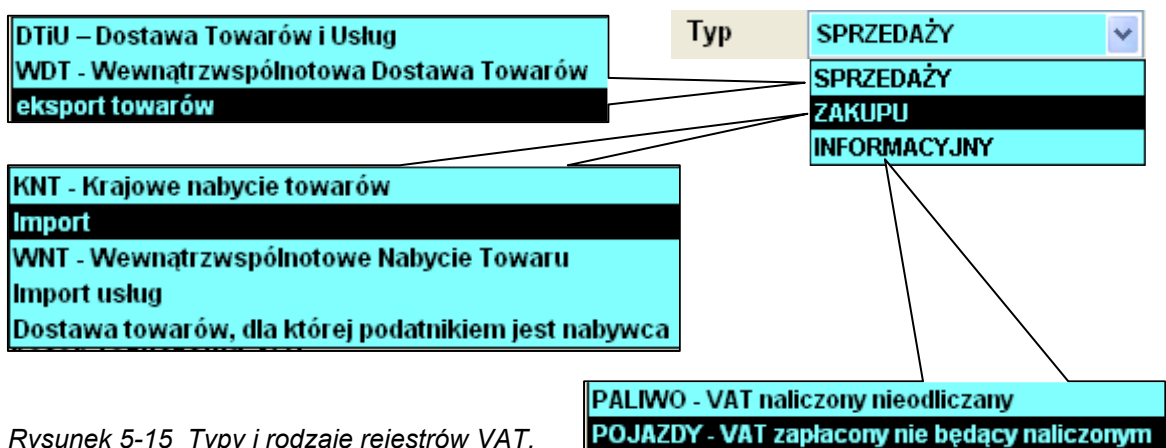 DTiU – Dostawa Towarów i Usług
WDT - Wewnątrzwspólnotowa Dostawa Towarów
eksport towarów
Typ SPRZEDAŻY
SPRZEDAŻY
ZAKUPU
INFORMACYJNY
KNT - Krajowe nabycie towarów
Import
WNT - Wewnątrzwspólnotowe Nabycie Towaru
Import usług
Dostawa towarów, dla której podatnikiem jest nabywca
PALIWO - VAT naliczony nieodliczany
POJAZDY - VAT zapłacony nie będący naliczonym
Rysunek 5-15 Typy i rodzaje rejestrów VAT.